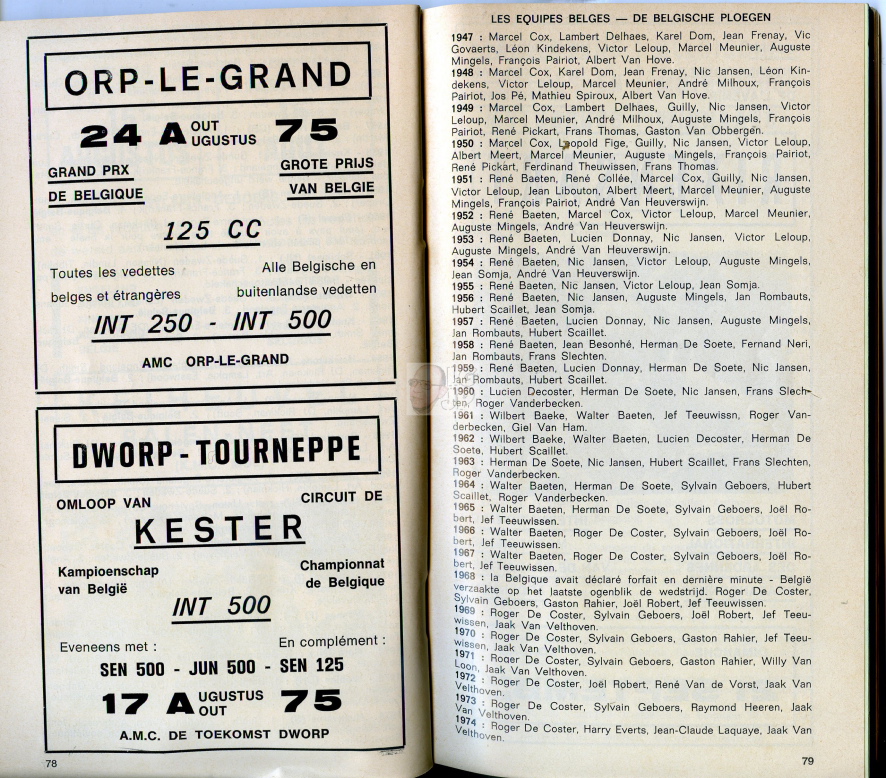 ORP-LE-GRAND
24 AOUT AUGUSTUS 75
GRAND PRX
DE BELGIQUE
GROTE PRIJS
VAN BELGIE
125 CC
Toutes les vedettes
belges et étrangères
Alle Belgische en
buitenlandse vedetten
INT 250 - INT 500
AMC ORP-LE-GRAND
DWORP - TOURNEPPE
OMLOOP VAN
CIRCUIT DE
KESTER
Kampioenschap
van België
Championnat
de Belgique
INT 500
Eveneens met :
En complément :
SEN 500 - JUN 500 - SEN 125
17 AUGUSTUS AOUT 75
A.M.C. DE TOEKOMST DWORP
78
LES EQUIPES BELGES — DE BELGISCHE PLOEGEN
1947 : Marcel Cox, Lambert Delhaes, Karel Dom, Jean Frenay, Vic
Govaerts, Léon Kindekens, Victor Leloup, Marcel Meunier, Auguste
Mingels, François Pairiot, Albert Van Hove.
1948 : Marcel Cox, Karel Dom, Jean Frenay, Nic Jansen, Léon Kin-
dekens, Victor Leloup, Marcel Meunier, André Milhoux, François
Pairiot, Jos Pé, Mathieu Spiroux, Albert Van Hove.
1949 : Marcel Cox, Lambert Delhaes, Guilly, Nic Jansen, Victor
Leloup, Marcel Meunier, André Milhoux, Auguste Mingels, François
Pairiot, René Pickart, Frans Thomas, Gaston Van Obbergen.
1950 : Marcel Cox, Leopold Fige, Guilly, Nic Jansen, Victor Leloup,
Albert Meert, Marcel Meunier, Auguste Mingels, François Pairiot,
René Pickart, Ferdinand Theuwissen, Frans Thomas.
1951 : René Baeten, René Collée, Marcel Cox, Guilly, Nic Jansen,
Victor Leloup, Jean Libouton, Albert Meert, Marcel Meunier, Auguste
Mingels, François Pairiot, André Van Heuverswijn.
1952 : René Baeten, Marcel Cox, Victor Leloup, Marcel Meunier,
Auguste Mingels, André Van Heuverswijn.
1953 : René Baeten, Lucien Donnay, Nic Jansen, Victor Leloup,
Auguste Mingels, André Van Heuverswijn.
1954 : René Baeten, Nic Jansen, Victor Leloup, Auguste Mingels,
Jean Somja, André Van Heuverswijn.
1955 : René Baeten, Nic Jansen, Victor Leloup, Jean Somja.
1956 : René Baeten, Nic Jansen, Auguste Mingels, Jan Rombauts,
Hubert Scaillet, Jean Somja.
1957 : René Baeten, Lucien Donnay, Nic Jansen, Auguste Mingels,
Jan Rombauts, Hubert Scaillet.
1958 : René Baeten, Jean Besonhé, Herman De Soete, Fernand Neri,
Jan Rombauts, Frans Slechten.
1959 : René Baeten, Lucien Donnay, Herman De Soete, Nic Jansen,
Jan Rombauts, Hubert Scaillet.
1960 : Lucien Decoster, Herman De Soete, Nic Jansen, Frans Slech-
ten, Roger Vanderbecken.
1961 : Wilbert Baeke, Walter Baeten, Jef Teeuwissn, Roger Van-
derbecken, Giel Van Ham.
1962 : Wilbert Baeke, Walter Baeten, Lucien Decoster, Herman De
Soete, Hubert Scaillet.
1963 : Herman De Soete, Nic Jansen, Hubert Scaillet, Frans Slechten,
Roger Vanderbecken.
1964 : Walter Baeten, Herman De Soete, Sylvain Geboers, Hubert
Scaillet, Roger Vanderbecken.
1965 : Walter Baeten, Herman De Soete, Sylvain Geboers, Joël Ro-
bert, Jef Teeuwissen.
1966 : Walter Baeten, Roger De Coster, Sylvain Geboers, Joël Ro-
bert, Jef Teeuwissen.
1967 : Walter Baeten, Roger De Coster, Sylvain Geboers, Joël Ro-
bert, Jef Teeuwissen.
1968 : la Belgique avait déclaré forfait en dernière minute - België
verzaakte op het laatste ogenblik de wedstrijd. Roger De Coster,
Sylvain Geboers, Gaston Rahier, Joël Robert, Jef Teeuwissen.
1969 : Roger De Coster, Sylvain Geboers, Joël Robert, Jef Teeu-
wissen, Jaak Van Velthoven.
1970 : Roger De Coster, Sylvain Geboers, Gaston Rahier, Jef Teeu-
wissen, Jaak Van Velthoven.
1971 : Roger De Coster, Sylvain Geboers, Gaston Rahier, Willy Van
Loon, Jaak Van Velthoven.
1972 : Roger De Coster, Joël Robert, René Van de Vorst, Jaak Van
Velthoven.
1973 : Roger De Coster, Sylvain Geboers, Raymond Heeren, Jaak
Van Velthoven.
1974 : Roger De Coster, Harry Everts, Jean-Claude Laquaye, Jaak Van
Velthoven.
79